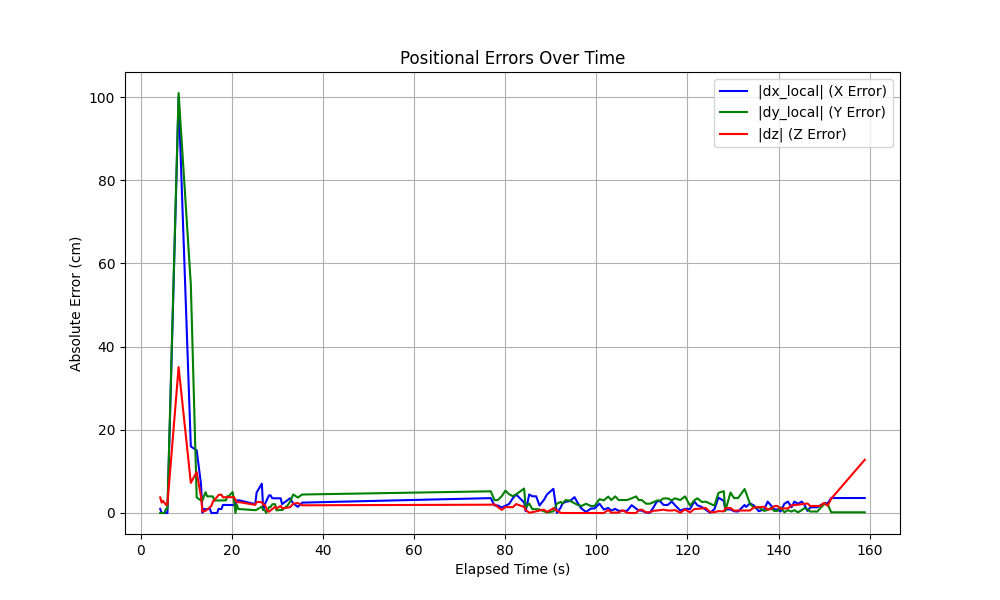 Positional Errors Over Time
|dx_local| (X Error)
|dy_local| (Y Error)
|dz| (Z Error)
Absolute Error (cm)
100
80
60
40
20
0
0 20 40 60 80 100 120 140 160
Elapsed Time (s)